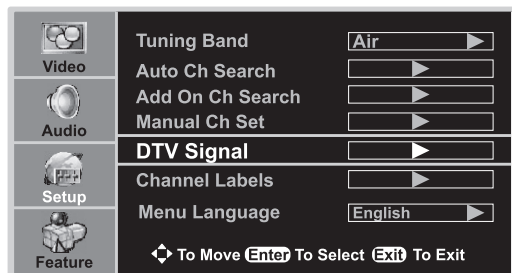 Video
Audio
Setup
Feature
Tuning Band Air
Auto Ch Search
Add On Ch Search
Manual Ch Set
DTV Signal
Channel Labels
Menu Language English
To Move Enter To Select Exit To Exit